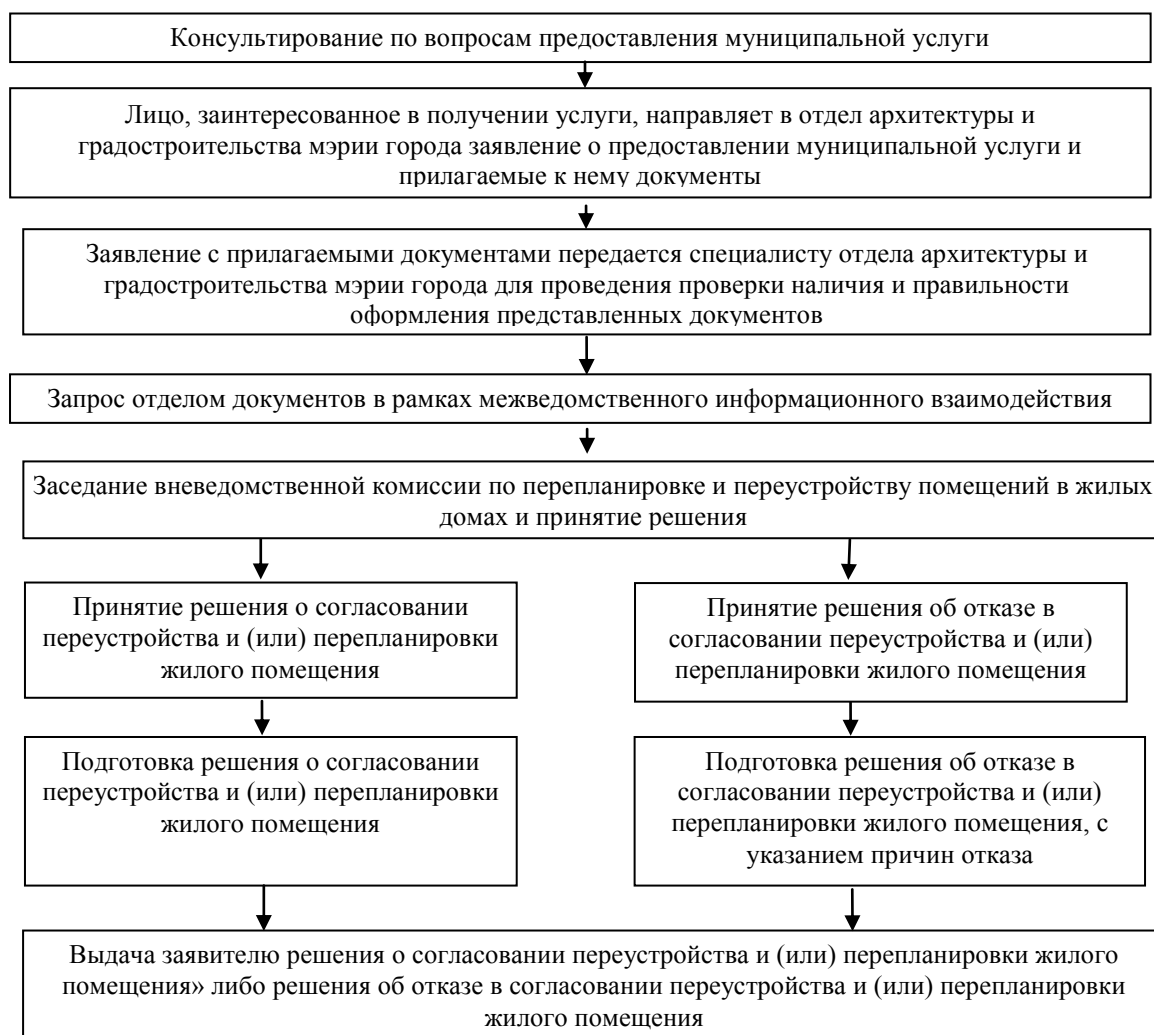 Консультирование по вопросам предоставления муниципальной услуги
Лицо, заинтересованное в получении услуги, направляет в отдел архитектуры и
градостроительства мэрии города заявление о предоставлении муниципальной услуги и
прилагаемые к нему документы
Заявление с прилагаемыми документами передается специалисту отдела архитектуры и
градостроительства мэрии города для проведения проверки наличия и правильности
оформления представленных документов
Запрос отделом документов в рамках межведомственного информационного взаимодействия
Заседание вневедомственной комиссии по перепланировке и переустройству помещений в жилых
домах и принятие решения
Принятие решения о согласовании
переустройства и (или) перепланировки
жилого помещения
Принятие решения об отказе в
согласовании переустройства и (или)
перепланировки жилого помещения
Подготовка решения о согласовании
переустройства и (или) перепланировки
жилого помещения
Подготовка решения об отказе в
согласовании переустройства и (или)
перепланировки жилого помещения, с
указанием причин отказа
Выдача заявителю решения о согласовании переустройства и (или) перепланировки жилого
помещения» либо решения об отказе в согласовании переустройства и (или) перепланировки
жилого помещения